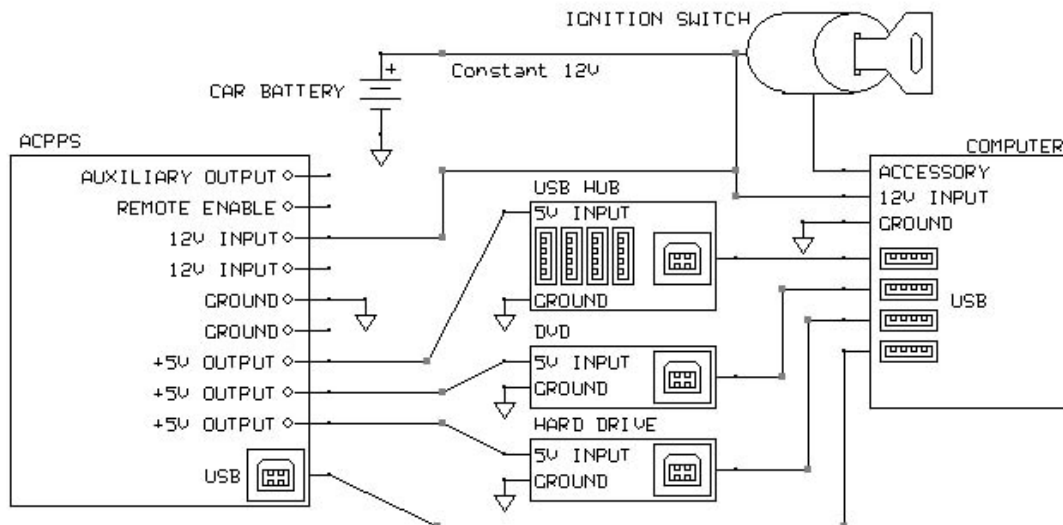 IGNITION SWITCH
+
Constant 12V
CAR BATTERY
ACPPS
AUXILIARY OUTPUT
REMOTE ENABLE
12V INPUT
12V INPUT
GROUND
GROUND
+5V OUTPUT
+5V OUTPUT
+5V OUTPUT
USB
USB HUB
5V INPUT
GROUND
DVD
5V INPUT
GROUND
HARD DRIVE
5V INPUT
GROUND
COMPUTER
ACCESSORY
12V INPUT
GROUND
USB